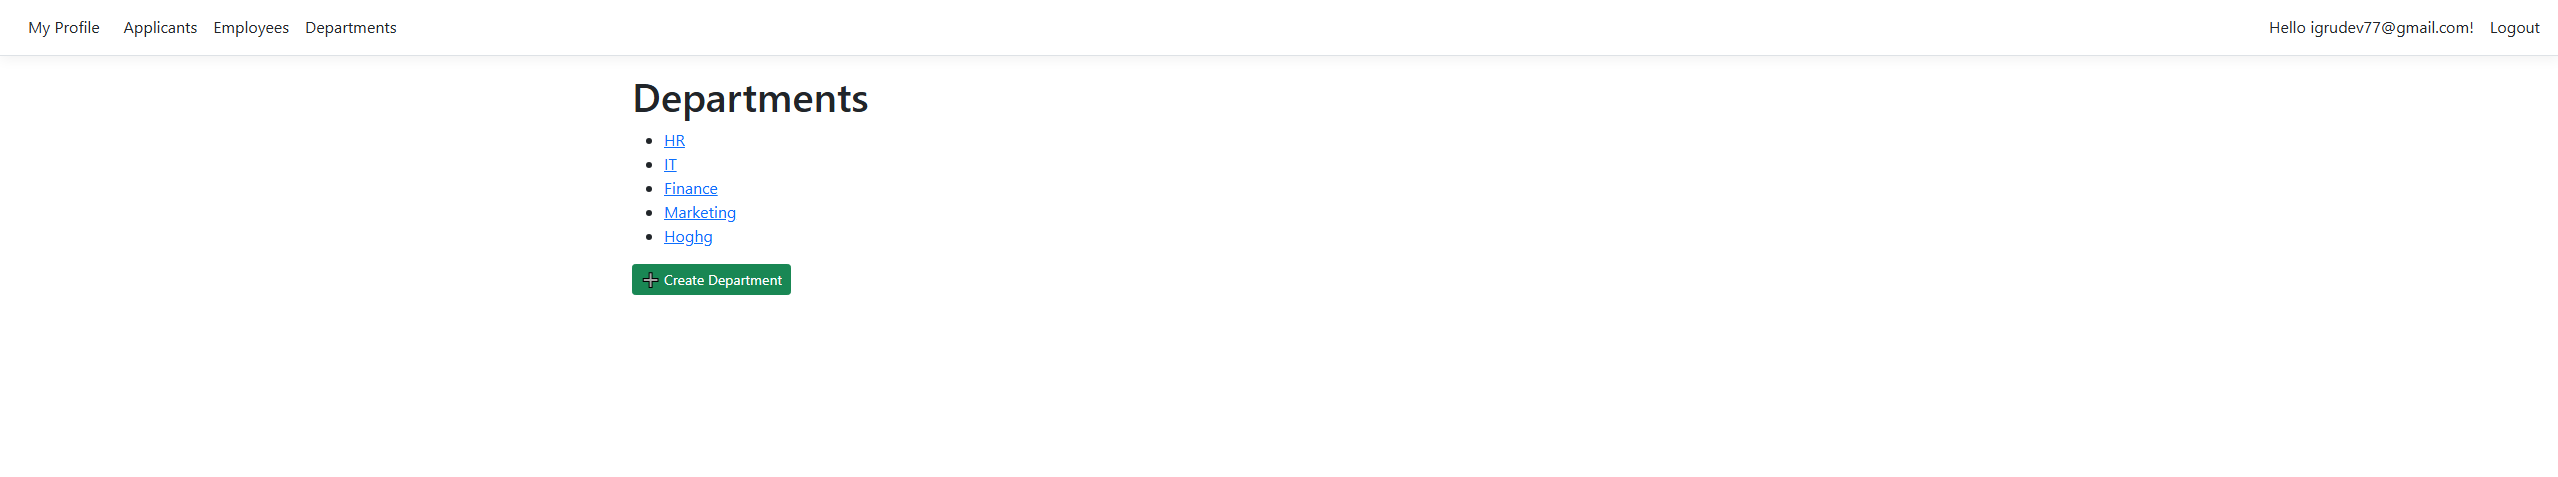 My Profile Applicants Employees Departments Hello igrudev77@gmail.com! Logout
Departments
HR
IT
Finance
Marketing
Hoghg
Create Department